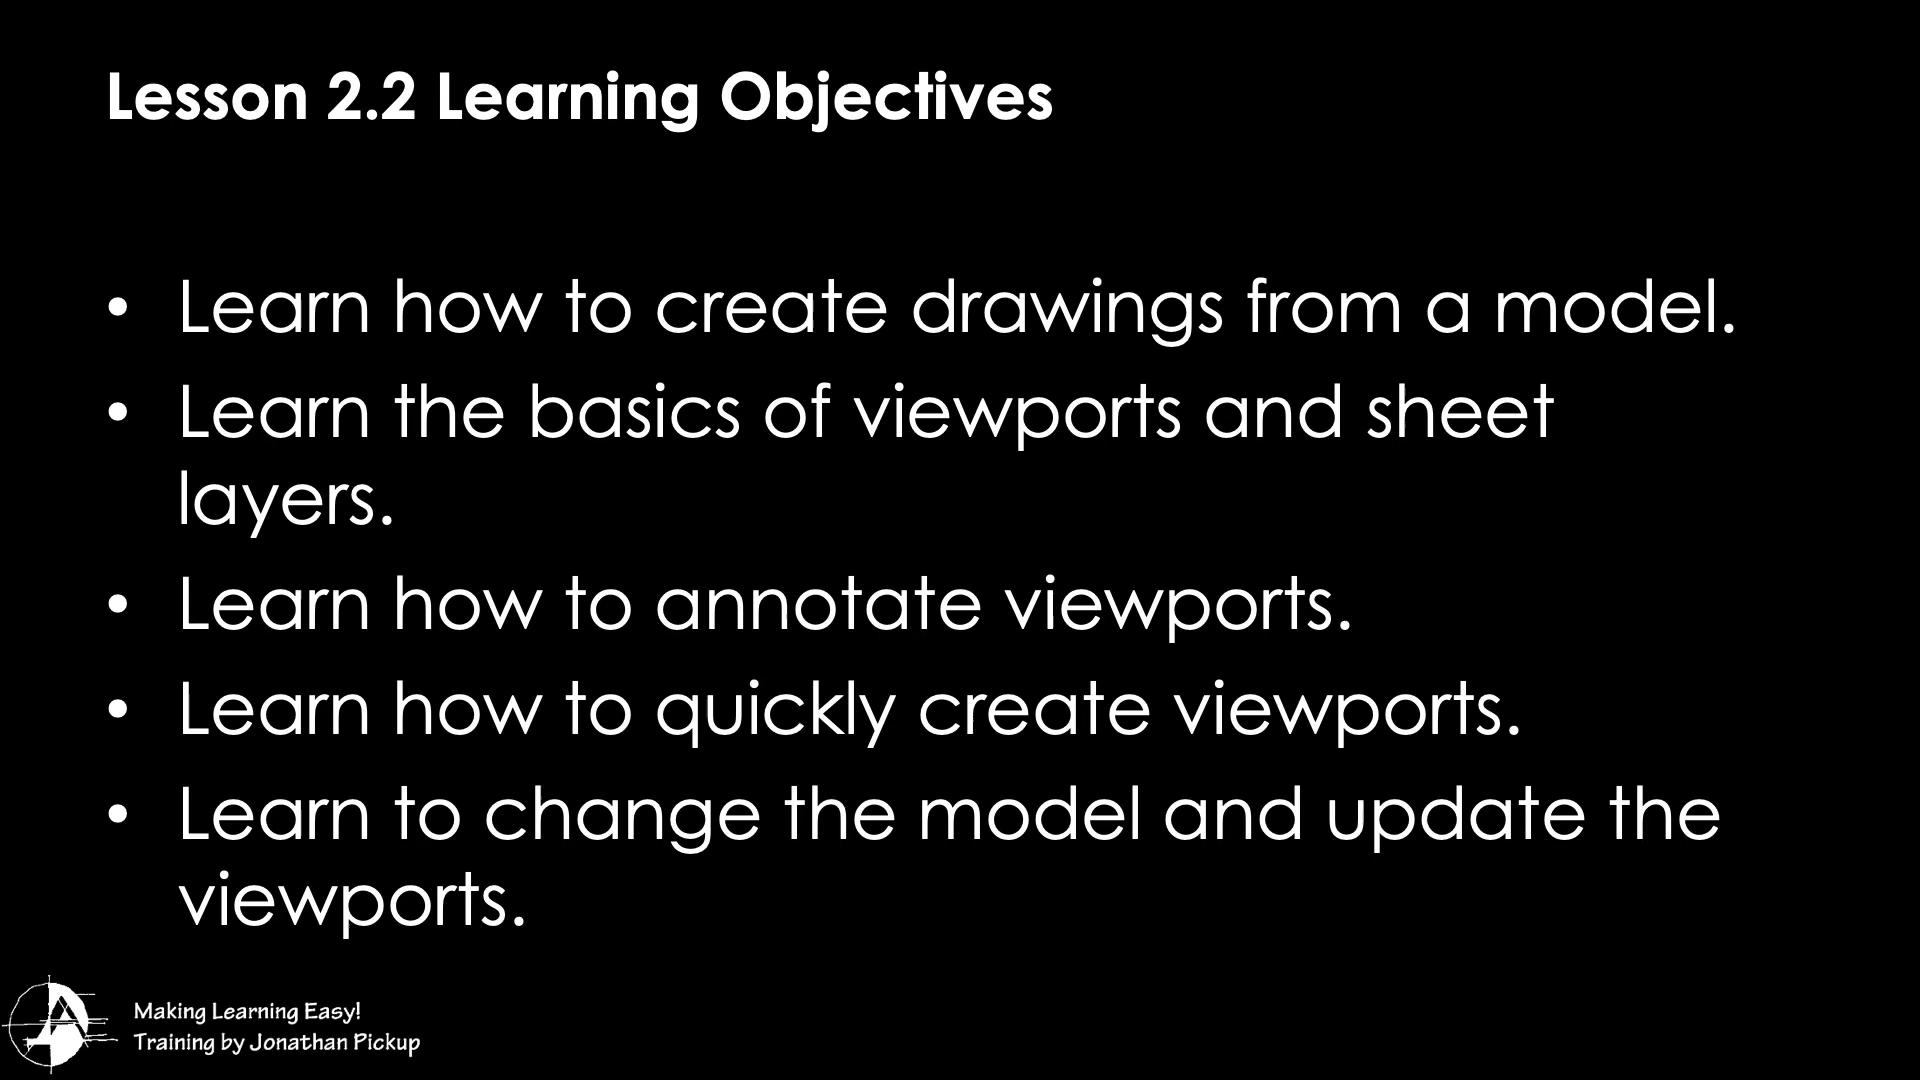 Lesson 2.2 Learning Objectives
• Learn how to create drawings from a model.
• Learn the basics of viewports and sheet
layers.
• Learn how to annotate viewports.
• Learn how to quickly create viewports.
• Learn to change the model and update the
viewports.
Making Learning Easy!
Training by Jonathan Pickup